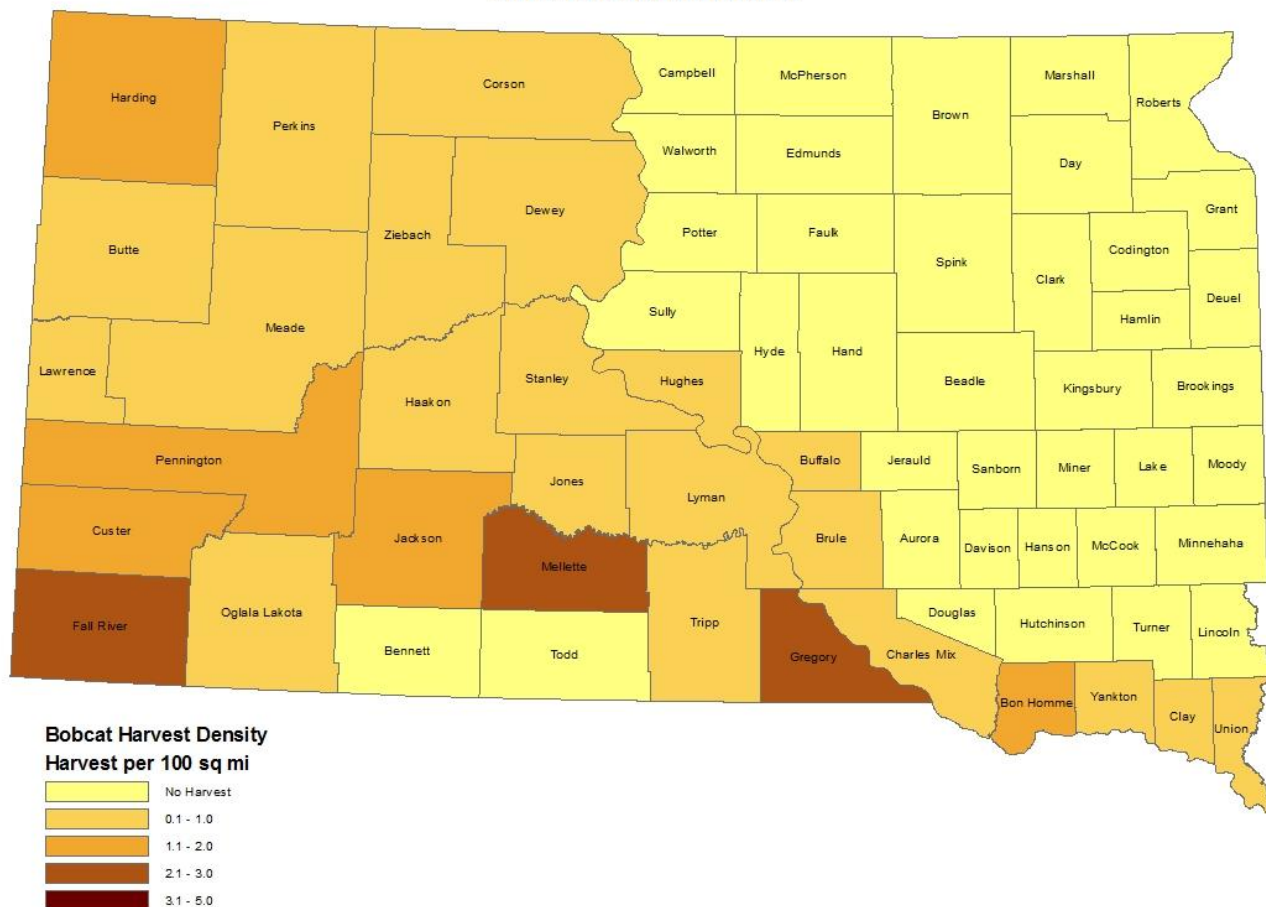 Campbell
McPherson
Marshall
Roberts
Harding
Corson
Brown
Perkins
Walworth
Edmunds
Day
Dewey
Grant
Ziebach
Potter
Faulk
Butte
Codington
Spink
Clark
Deuel
Meade
Sully
Hamlin
Hyde
Hand
Lawrence
Stanley
Hughes
Beadle
Kingsbury
Brookings
Haakon
Pennington
Buffalo
Jerauld
Sanborn
Miner
Lake
Moody
Jones
Lyman
Custer
Jackson
Brule
Aurora
Davison
Hanson
McCook
Minnehaha
Mellette
Fall River
Oglala Lakota
Tripp
Douglas
Hutchinson
Turner
Lincoln
Bennett
Todd
Gregory
Charles Mix
Bon Homme
Yankton
Clay
Union
Bobcat Harvest Density
Harvest per 100 sq mi
No Harvest
0.1 - 1.0
1.1 - 2.0
2.1 - 3.0
3.1 - 5.0